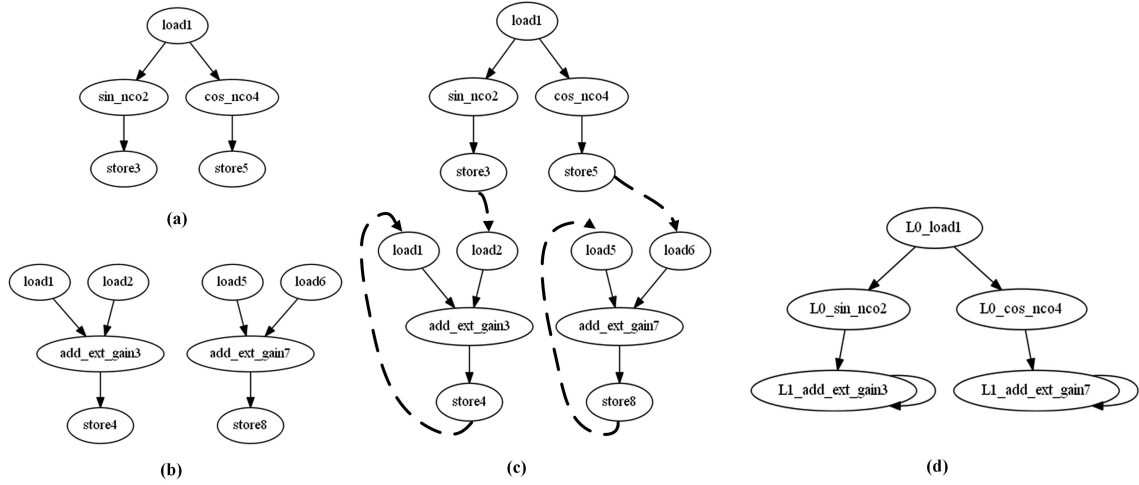 load1
sin_nco2
cos_nco4
store3
store5
(a)
load1
load2
load5
load6
add_ext_gain3
add_ext_gain7
store4
store8
(b)
load1
sin_nco2
cos_nco4
store3
store5
load1
load2
load5
load6
add_ext_gain3
add_ext_gain7
store4
store8
(c)
L0_load1
L0_sin_nco2
L0_cos_nco4
L1_add_ext_gain3
L1_add_ext_gain7
(d)